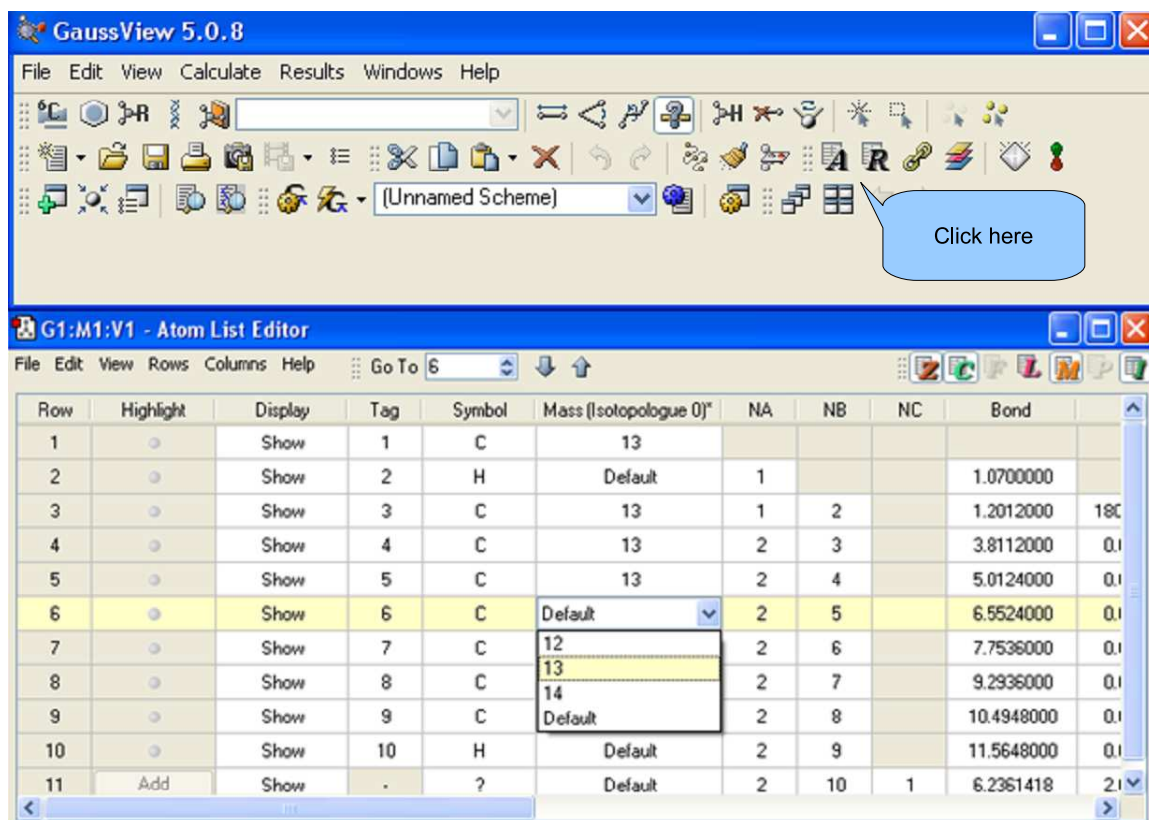 GaussView 5.0.8
File Edit View Calculate Results Windows Help
(Unnamed Scheme)
Click here
G1:M1:V1 - Atom List Editor
File Edit View Rows Columns Help Go To 6
Row Highlight Display Tag Symbol Mass (Isotopologue 0)* NA NB NC Bond
1 Show 1 C 13
2 Show 2 H Default 1 1.0700000
3 Show 3 C 13 1 2 1.2012000
4 Show 4 C 13 2 3 3.8112000
5 Show 5 C 13 2 4 5.0124000
6 Show 6 C Default 2 5 6.5524000
7 Show 7 C 12 2 6 7.7536000
13
8 Show 8 C 14 2 7 9.2936000
9 Show 9 C Default 2 8 10.4948000
10 Show 10 H Default 2 9 11.5648000
11 Add Show - ? Default 2 10 1 6.2361418